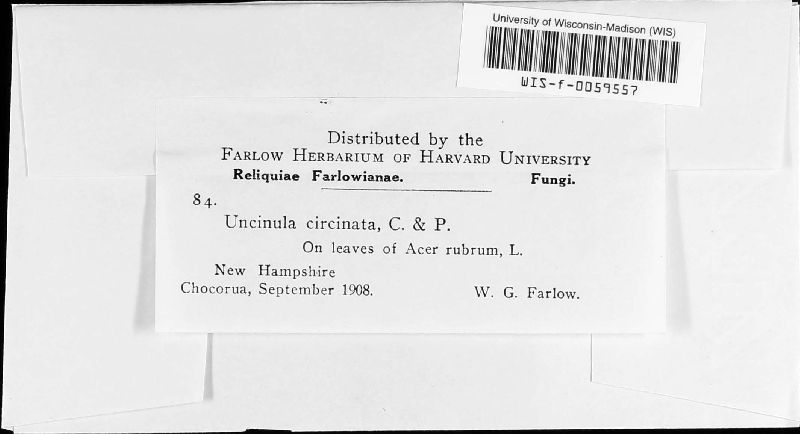 University of Wisconsin-Madison (WIS)
WIS-f-0059557
Distributed by the
FARLOW HERBARIUM OF HARVARD UNIVERSITY
Reliquiae Farlowianae. Fungi.
84.
Uncinula circinata, C. & P.
On leaves of Acer rubrum, L.
New Hampshire
Chocorua, September 1908. W. G. Farlow.